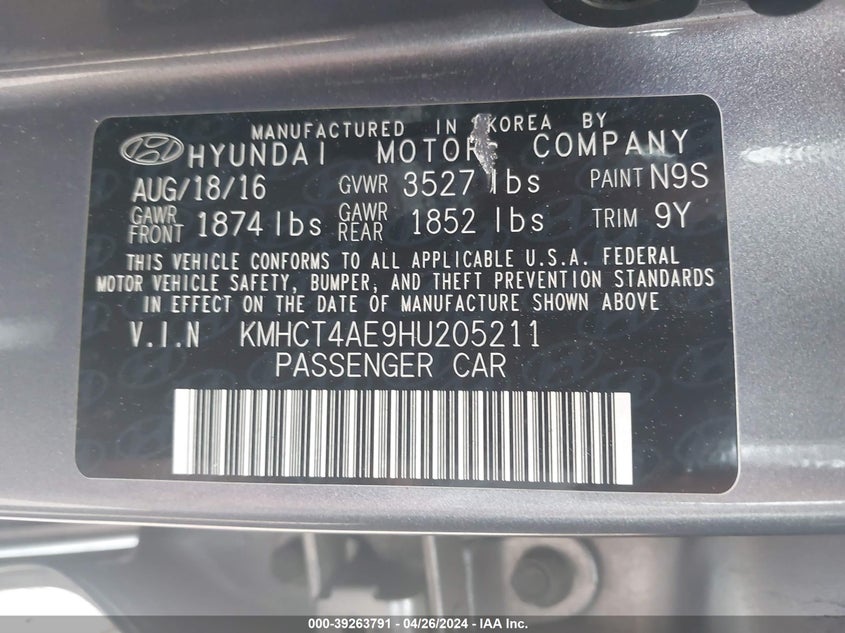 MANUFACTURED IN KOREA BY
HYUNDAI MOTOR COMPANY
AUG/18/16 GVWR 3527 lbs PAINT N9S
GAWR FRONT 1874 lbs GAWR REAR 1852 lbs TRIM 9Y
THIS VEHICLE CONFORMS TO ALL APPLICABLE U.S.A. FEDERAL
MOTOR VEHICLE SAFETY, BUMPER, AND THEFT PREVENTION STANDARDS
IN EFFECT ON THE DATE OF MANUFACTURE SHOWN ABOVE
V.I.N KMHCT4AE9HU205211
PASSENGER CAR
000-39263791 - 04/26/2024 - IAA Inc.